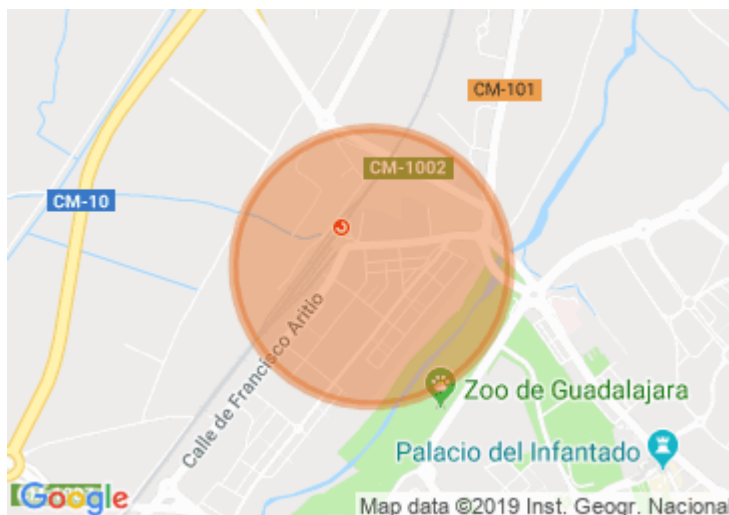 CM-101
CM-1002
CM-10
Calle de Francisco Aritio
Zoo de Guadalajara
Palacio del Infantado
Google
Map data ©2019 Inst. Geogr. Nacional